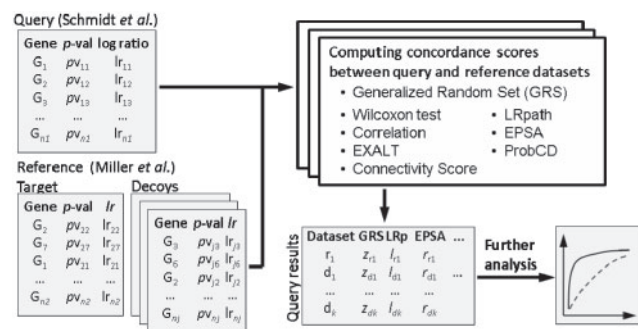 Query (Schmidt et al.)
Gene p-val log ratio
G1 pv11 lr11
G2 pv12 lr12
G3 pv13 lr13
... ... ...
Gn1 pvn1 lrn1
Reference (Miller et al.)
Target
Gene p-val lr
G2 pv22 lr22
G7 pv27 lr27
G1 pv21 lr21
... ... ...
Gn2 pvn2 lrn2
Decoys
Gene p-val lr
G3 pvj3 lrj3
G6 pvj6 lrj6
G2 pvj2 lrj2
... ... ...
Gnj pvnj lrnj
Computing concordance scores
between query and reference datasets
• Generalized Random Set (GRS)
• Wilcoxon test
• Correlation
• EXALT
• Connectivity Score
• LRpath
• EPSA
• ProbCD
Query results
Dataset GRS LRp EPSA ...
r1 zr1 lr1 rr1
d1 zd1 ld1 rd1 ...
... ... ... ...
dk zdk ldk rdk
Further
analysis